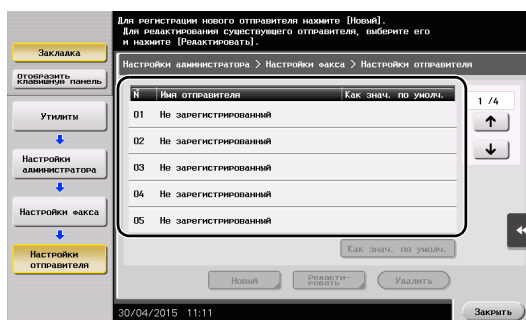 Для регистрации нового отправителя нажмите [Новый].
Для редактирования существующего отправителя, выберите его
и нажмите [Редактировать].
Закладка
Отобразить
клавишную панель
Утилиты
Настройки
администратора
Настройки факса
Настройки
отправителя
Настройки администратора > Настройки факса > Настройки отправителя
N Имя отправителя Как знач. по умолч.
01 Не зарегистрированный
02 Не зарегистрированный
03 Не зарегистрированный
04 Не зарегистрированный
05 Не зарегистрированный
1 /4
Как знач. по умолч.
Новый
Редакти-
ровать
Удалить
30/04/2015 11:11
Закрыть